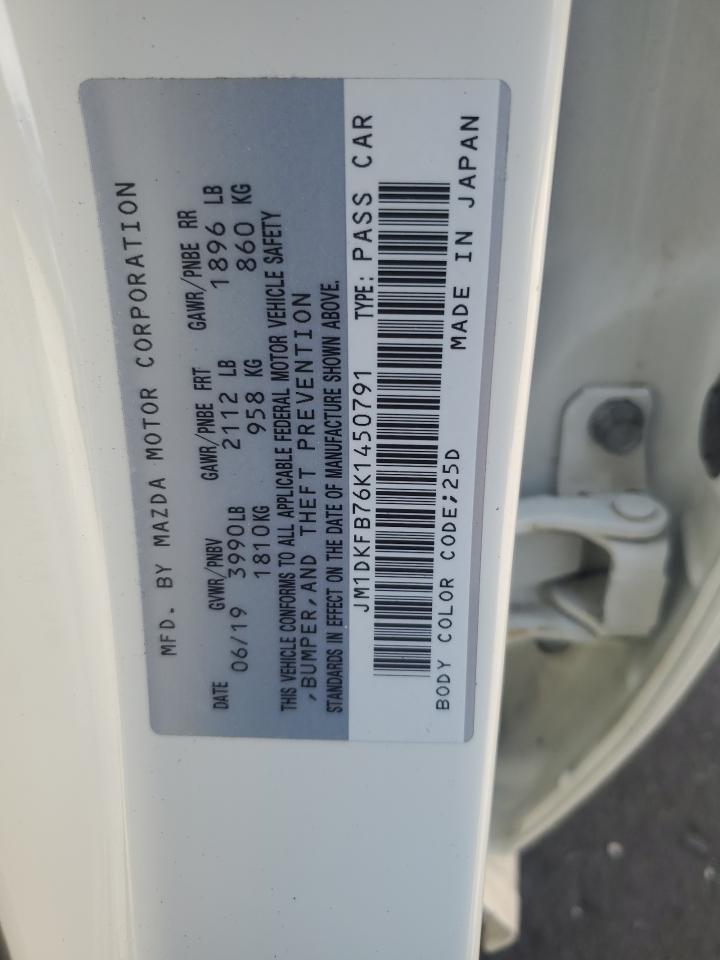 MFD. BY MAZDA MOTOR CORPORATION
DATE GVWR/PNBV GAWR/PNBE FRT GAWR/PNBE RR
06/19 3990LB 2112 LB 1896 LB
1810KG 958 KG 860 KG
THIS VEHICLE CONFORMS TO ALL APPLICABLE FEDERAL MOTOR VEHICLE SAFETY
,BUMPER,AND THEFT PREVENTION
STANDARDS IN EFFECT ON THE DATE OF MANUFACTURE SHOWN ABOVE.
JM1DKFB76K1450791 TYPE: PASS CAR
BODY COLOR CODE;25D MADE IN JAPAN